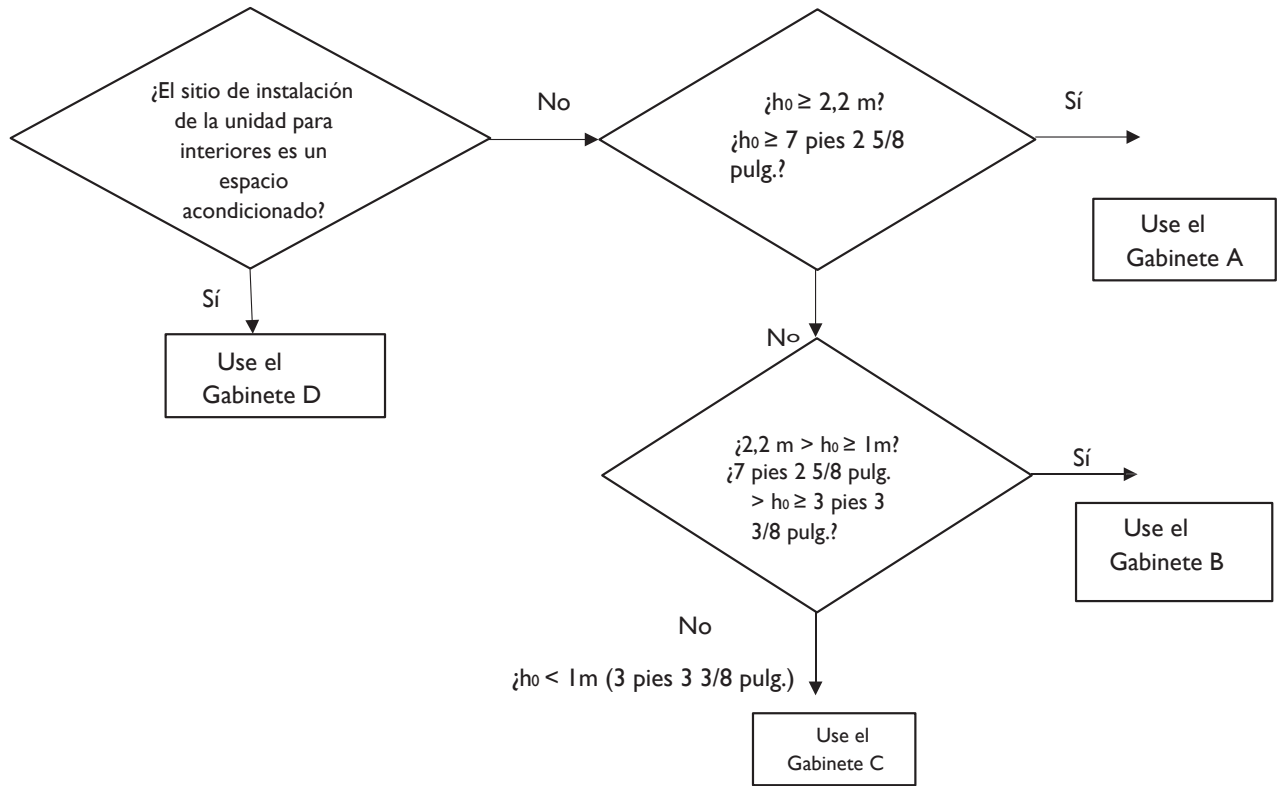 ¿El sitio de instalación
de la unidad para
interiores es un
espacio
acondicionado?
No
¿h₀ ≥ 2,2 m?
¿h₀ ≥ 7 pies 2 5/8
pulg.?
Sí
Use el
Gabinete A
Sí
Use el
Gabinete D
No
¿2,2 m > h₀ ≥ 1m?
¿7 pies 2 5/8 pulg.
> h₀ ≥ 3 pies 3
3/8 pulg.?
Sí
Use el
Gabinete B
No
¿h₀ < 1m (3 pies 3 3/8 pulg.)
Use el
Gabinete C